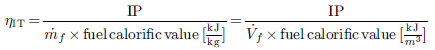 η_IT = IP / (ṁ_f × fuel calorific value [kJ/kg]) = IP / (V̇_f × fuel calorific value [kJ/m³])